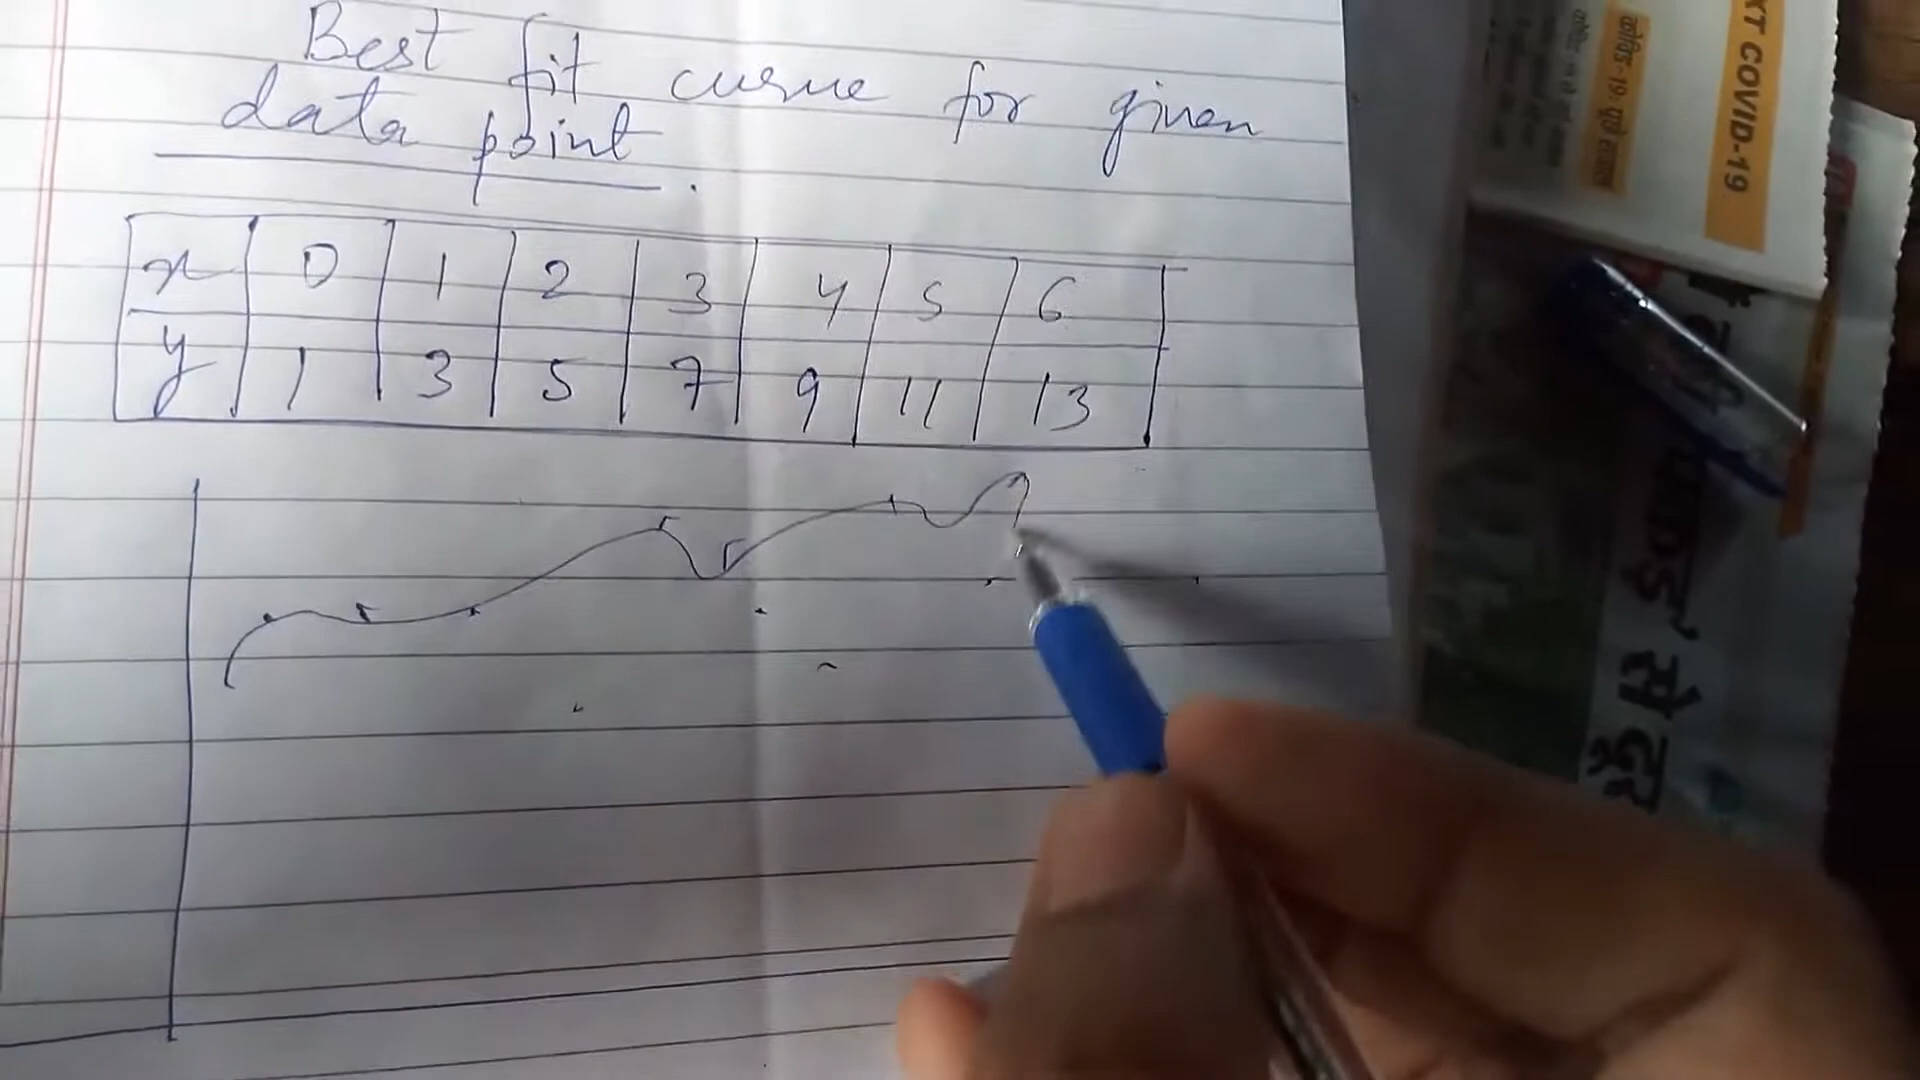 Best fit curve for given
data point.
x 0 1 2 3 4 5 6
y 1 3 5 7 9 11 13
XT COVID-19